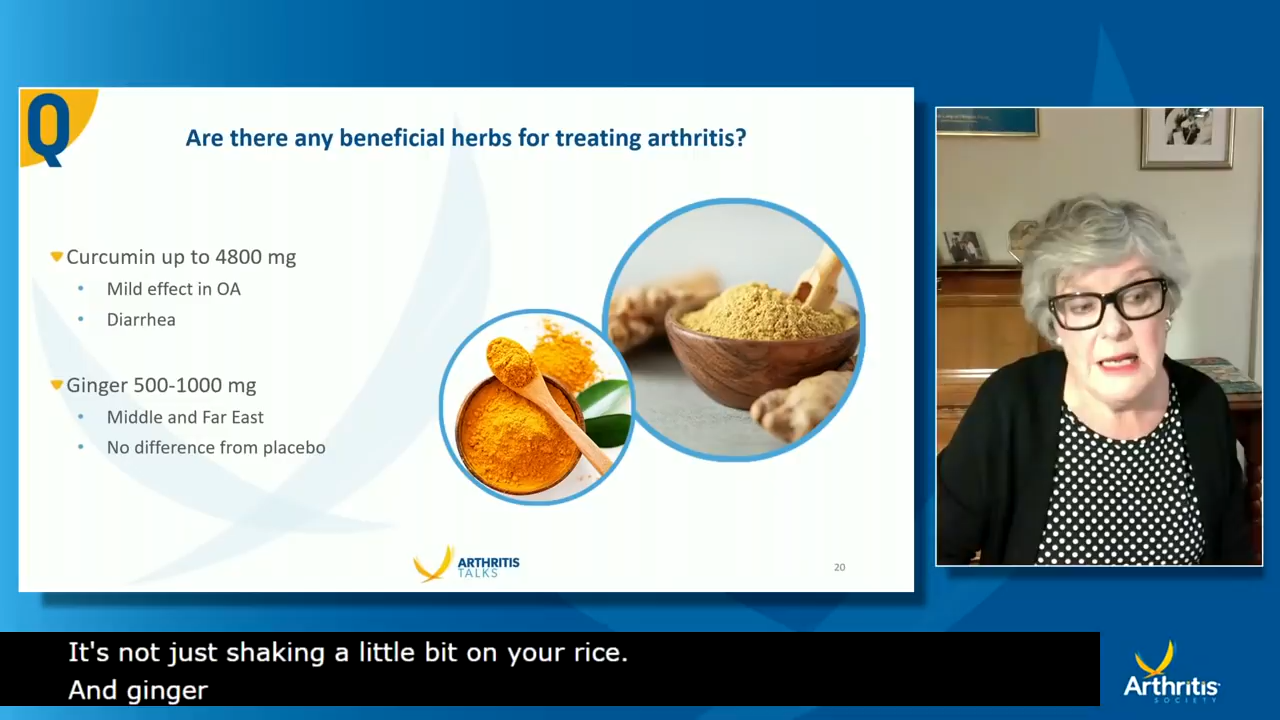 Q
Are there any beneficial herbs for treating arthritis?
Curcumin up to 4800 mg
Mild effect in OA
Diarrhea
Ginger 500-1000 mg
Middle and Far East
No difference from placebo
ARTHRITIS
TALKS
20
It's not just shaking a little bit on your rice.
And ginger
Arthritis
SOCIETY